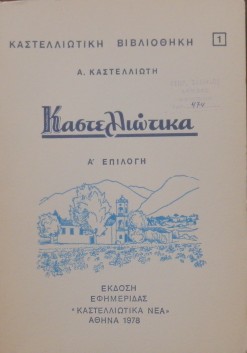 ΚΑΣΤΕΛΛΙΩΤΙΚΗ ΒΙΒΛΙΟΘΗΚΗ 1
Α. ΚΑΣΤΕΛΛΙΩΤΗ
Καστελλιώτικα
Α' ΕΠΙΛΟΓΗ
ΕΚΔΟΣΗ
ΕΦΗΜΕΡΙΔΑΣ
"ΚΑΣΤΕΛΛΙΩΤΙΚΑ ΝΕΑ"
ΑΘΗΝΑ 1978